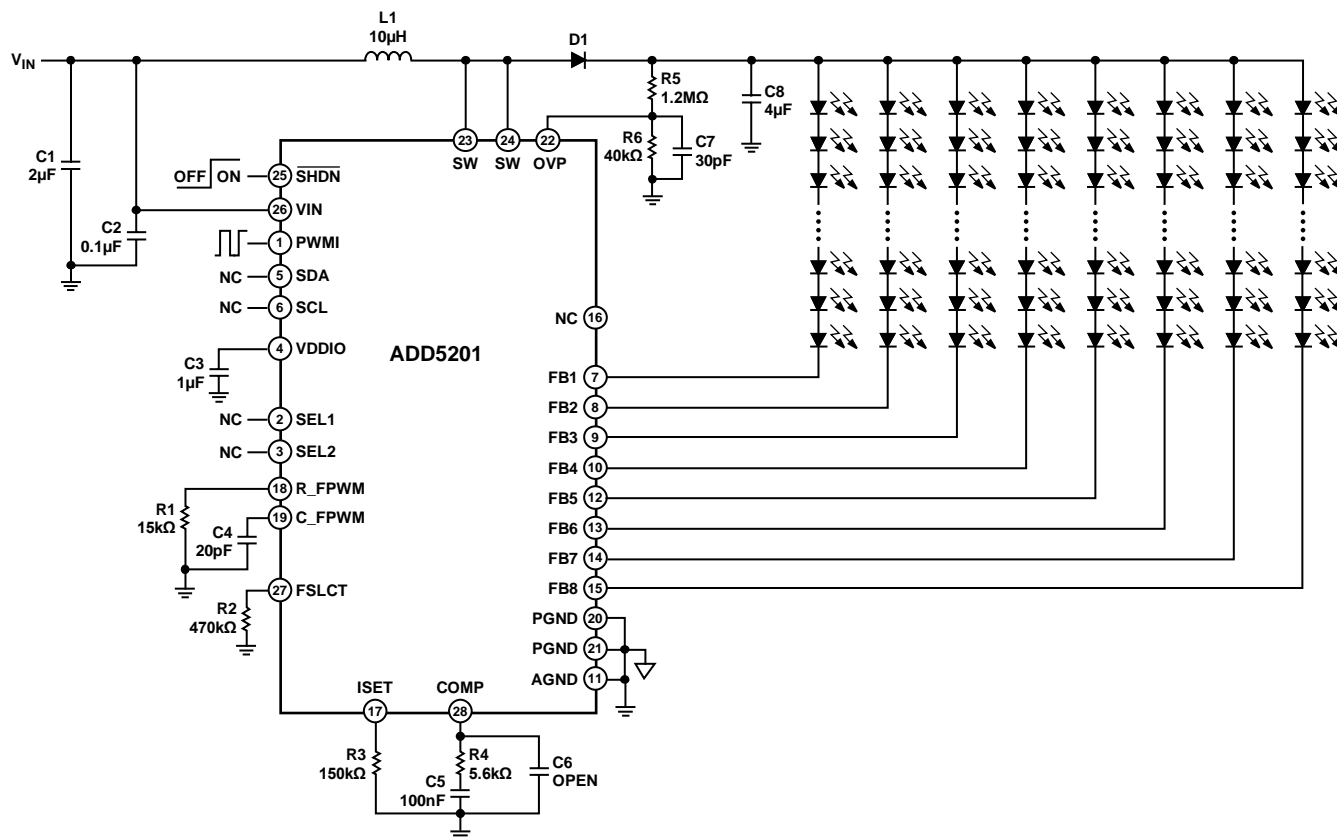 L1
10µH
D1
VIN
R5
1.2MΩ
C8
4µF
R6
40kΩ
C7
30pF
23
24
22
SW
SW
OVP
C1
2µF
OFF
ON
25
SHDN
26
VIN
C2
0.1µF
1
PWMI
NC
5
SDA
NC
6
SCL
NC
16
4
VDDIO
ADD5201
C3
1µF
FB1
7
FB2
8
NC
2
SEL1
FB3
9
NC
3
SEL2
FB4
10
18
R_FPWM
FB5
12
R1
15kΩ
19
C_FPWM
C4
20pF
FB6
13
FB7
14
27
FSLCT
FB8
15
R2
470kΩ
PGND
20
PGND
21
AGND
11
ISET
COMP
17
28
R3
150kΩ
R4
5.6kΩ
C6
OPEN
C5
100nF